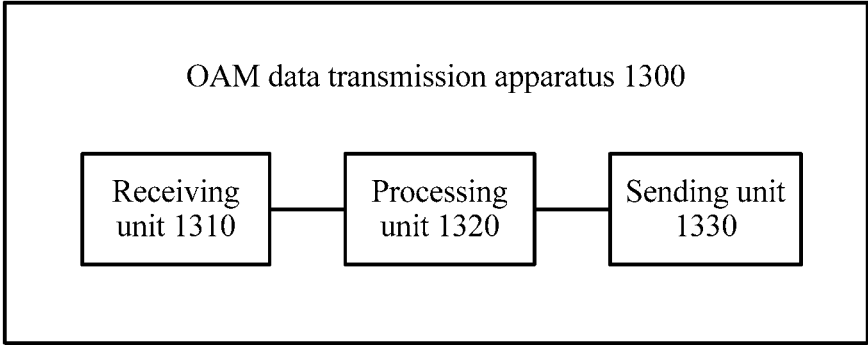 OAM data transmission apparatus 1300
Receiving
unit 1310
Processing
unit 1320
Sending unit
1330